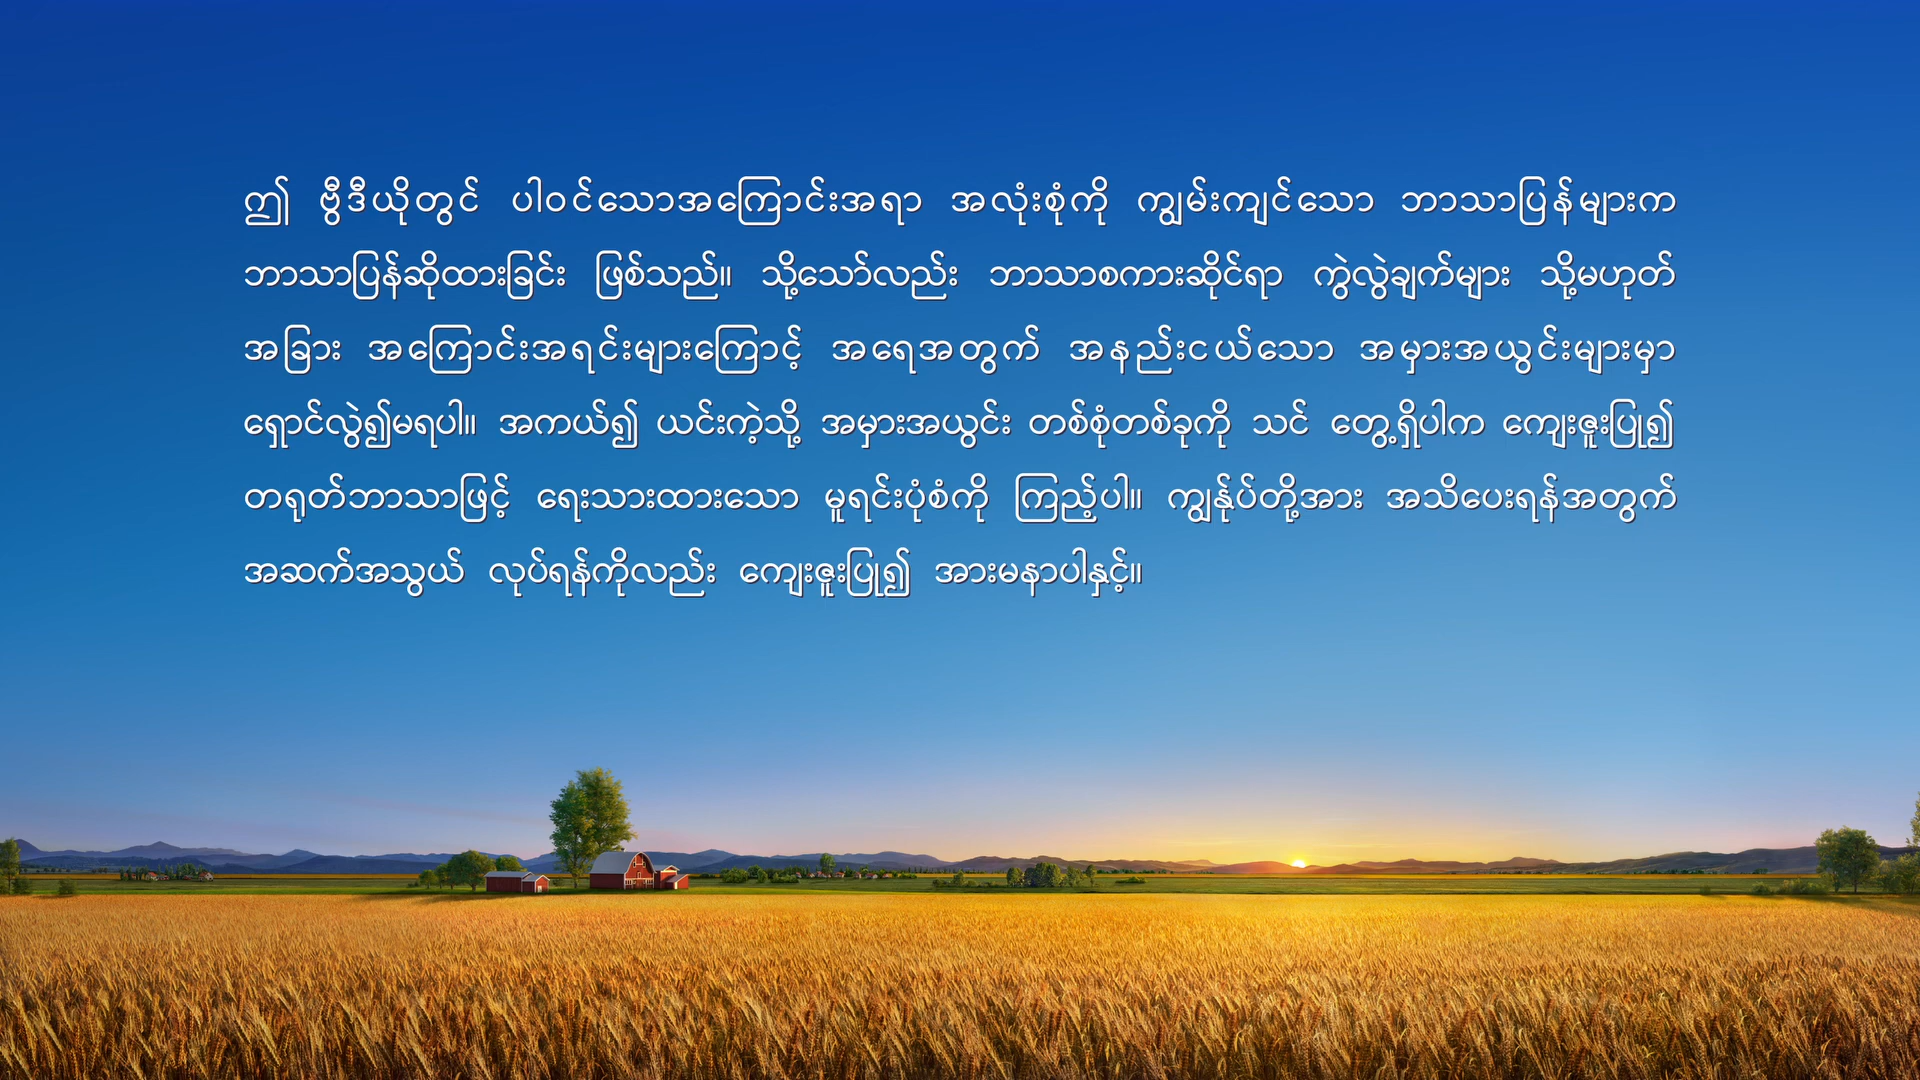 ဤ ဗွီဒီယိုတွင် ပါဝင်သောအကြောင်းအရာ အလုံးစုံကို ကျွမ်းကျင်သော ဘာသာပြန်များက
ဘာသာပြန်ဆိုထားခြင်း ဖြစ်သည်။ သို့သော်လည်း ဘာသာစကားဆိုင်ရာ ကွဲလွဲချက်များ သို့မဟုတ်
အခြား အကြောင်းအရင်းများကြောင့် အရေအတွက် အနည်းငယ်သော အမှားအယွင်းများမှာ
ရှောင်လွဲ၍မရပါ။ အကယ်၍ ယင်းကဲ့သို့ အမှားအယွင်း တစ်စုံတစ်ခုကို သင် တွေ့ရှိပါက ကျေးဇူးပြု၍
တရုတ်ဘာသာဖြင့် ရေးသားထားသော မူရင်းပုံစံကို ကြည့်ပါ။ ကျွန်ုပ်တို့အား အသိပေးရန်အတွက်
အဆက်အသွယ် လုပ်ရန်ကိုလည်း ကျေးဇူးပြု၍ အားမနာပါနှင့်။